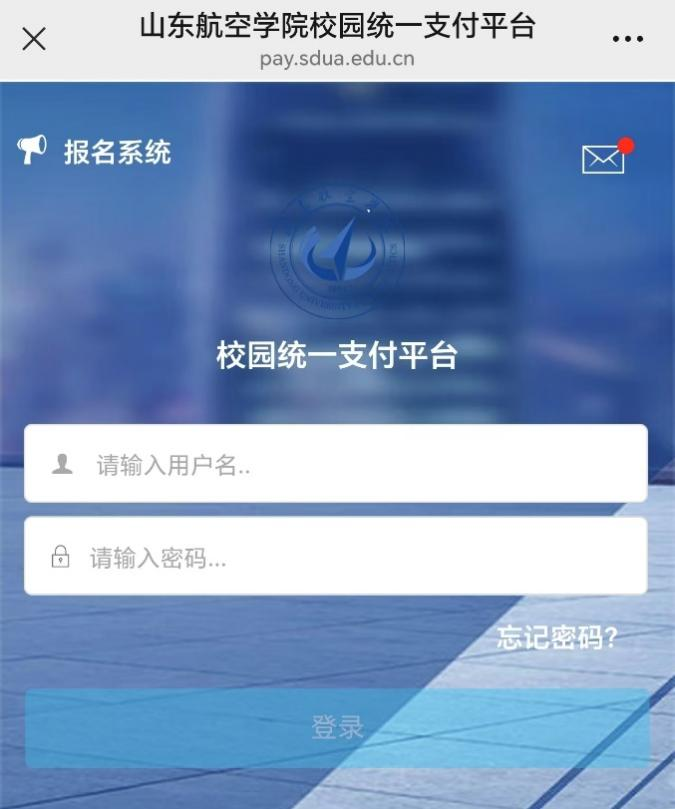 山东航空学院校园统一支付平台
pay.sdua.edu.cn
报名系统
校园统一支付平台
请输入用户名..
请输入密码...
忘记密码?
登录